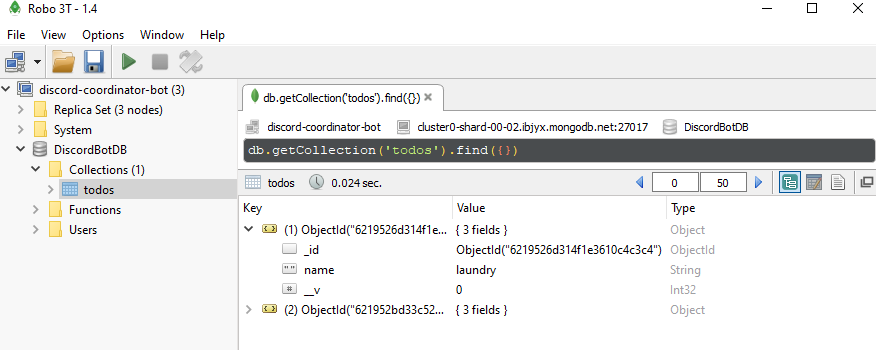 Robo 3T - 1.4
File View Options Window Help
discord-coordinator-bot (3)
Replica Set (3 nodes)
System
DiscordBotDB
Collections (1)
todos
Functions
Users
db.getCollection('todos').find({})
discord-coordinator-bot cluster0-shard-00-02.ibjyx.mongodb.net:27017 DiscordBotDB
db.getCollection('todos').find({})
todos 0.024 sec. 0 50
Key Value Type
(1) ObjectId("6219526d314f1e... { 3 fields } Object
_id ObjectId("6219526d314f1e3610c4c3c4") ObjectId
" " name laundry String
# __v 0 Int32
(2) ObjectId("621952bd33c52... { 3 fields } Object